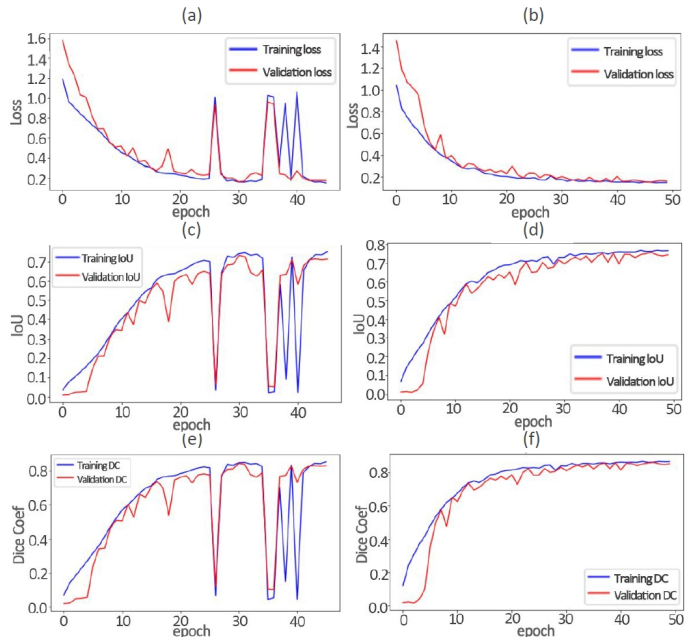 (a)
1.6
1.4
1.2
1.0
0.8
0.6
0.4
0.2
Loss
Training loss
Validation loss
0 10 20 30 40
epoch
(b)
1.4
1.2
1.0
0.8
0.6
0.4
0.2
Loss
Training loss
Validation loss
0 10 20 30 40 50
epoch
(c)
0.7
0.6
0.5
0.4
0.3
0.2
0.1
0.0
IoU
Training IoU
Validation IoU
0 10 20 30 40
epoch
(d)
0.8
0.7
0.6
0.5
0.4
0.3
0.2
0.1
0.0
IoU
Training IoU
Validation IoU
0 10 20 30 40 50
epoch
(e)
0.8
0.6
0.4
0.2
0.0
Dice Coef
Training DC
Validation DC
0 10 20 30 40
epoch
(f)
0.8
0.6
0.4
0.2
0.0
Dice Coef
Training DC
Validation DC
0 10 20 30 40 50
epoch